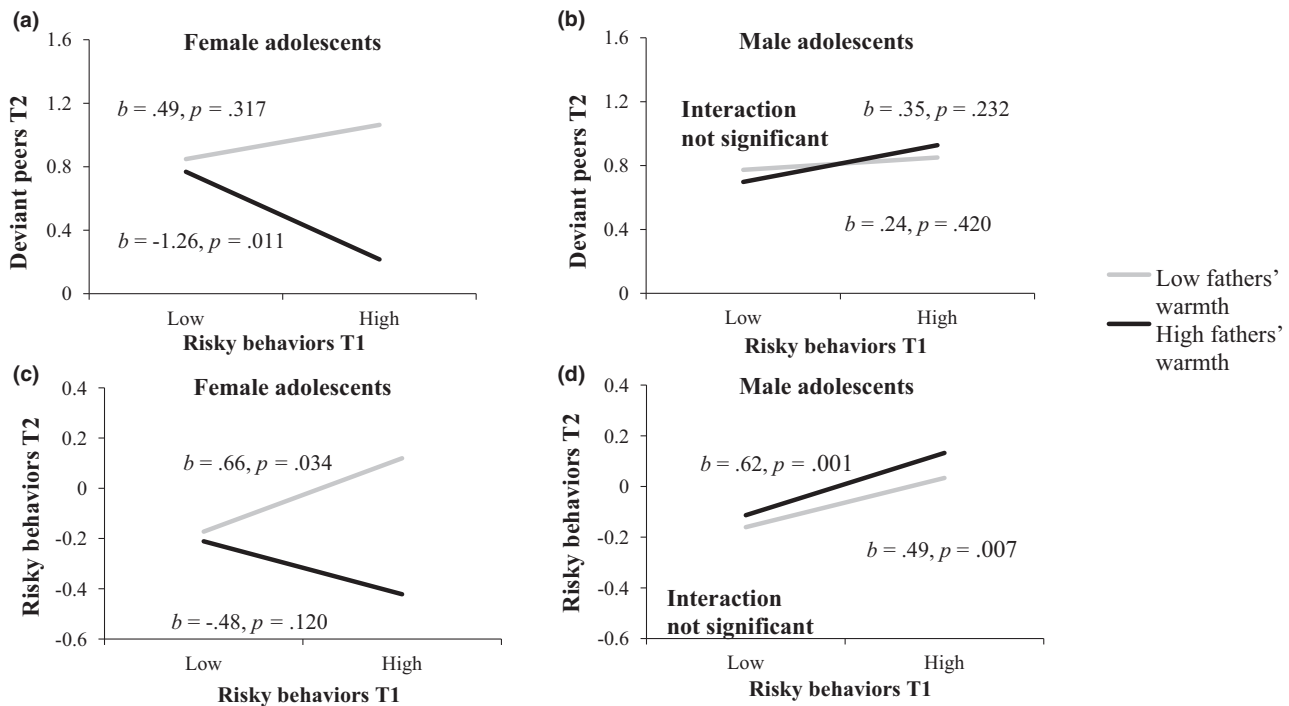 (a)
Female adolescents
1.6
1.2
0.8
0.4
0
Deviant peers T2
b = .49, p = .317
b = -1.26, p = .011
Low
High
Risky behaviors T1
(b)
Male adolescents
1.6
1.2
0.8
0.4
0
Deviant peers T2
Interaction
not significant
b = .35, p = .232
b = .24, p = .420
Low
High
Risky behaviors T1
Low fathers’
warmth
High fathers’
warmth
(c)
Female adolescents
0.4
0.2
0
-0.2
-0.4
-0.6
Risky behaviors T2
b = .66, p = .034
b = -.48, p = .120
Low
High
Risky behaviors T1
(d)
Male adolescents
0.4
0.2
0
-0.2
-0.4
-0.6
Risky behaviors T2
b = .62, p = .001
b = .49, p = .007
Interaction
not significant
Low
High
Risky behaviors T1